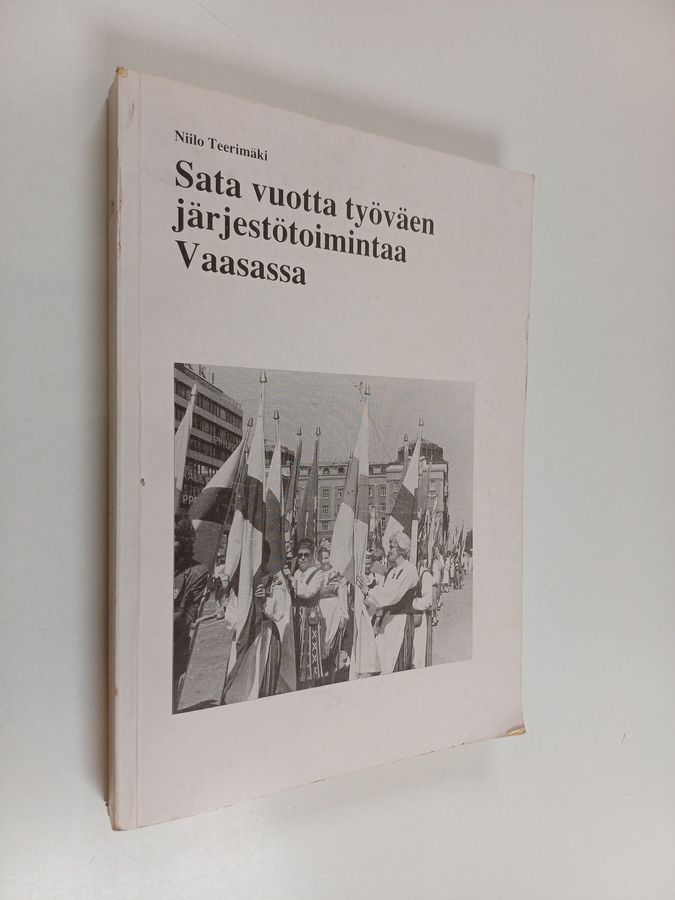 Niilo Teerimäki
Sata vuotta työväen
järjestötoimintaa
Vaasassa